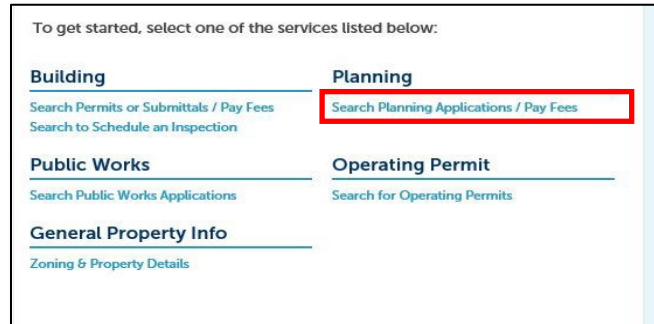 To get started, select one of the services listed below:
Building
Search Permits or Submittals / Pay Fees
Search to Schedule an Inspection
Planning
Search Planning Applications / Pay Fees
Public Works
Search Public Works Applications
Operating Permit
Search for Operating Permits
General Property Info
Zoning & Property Details